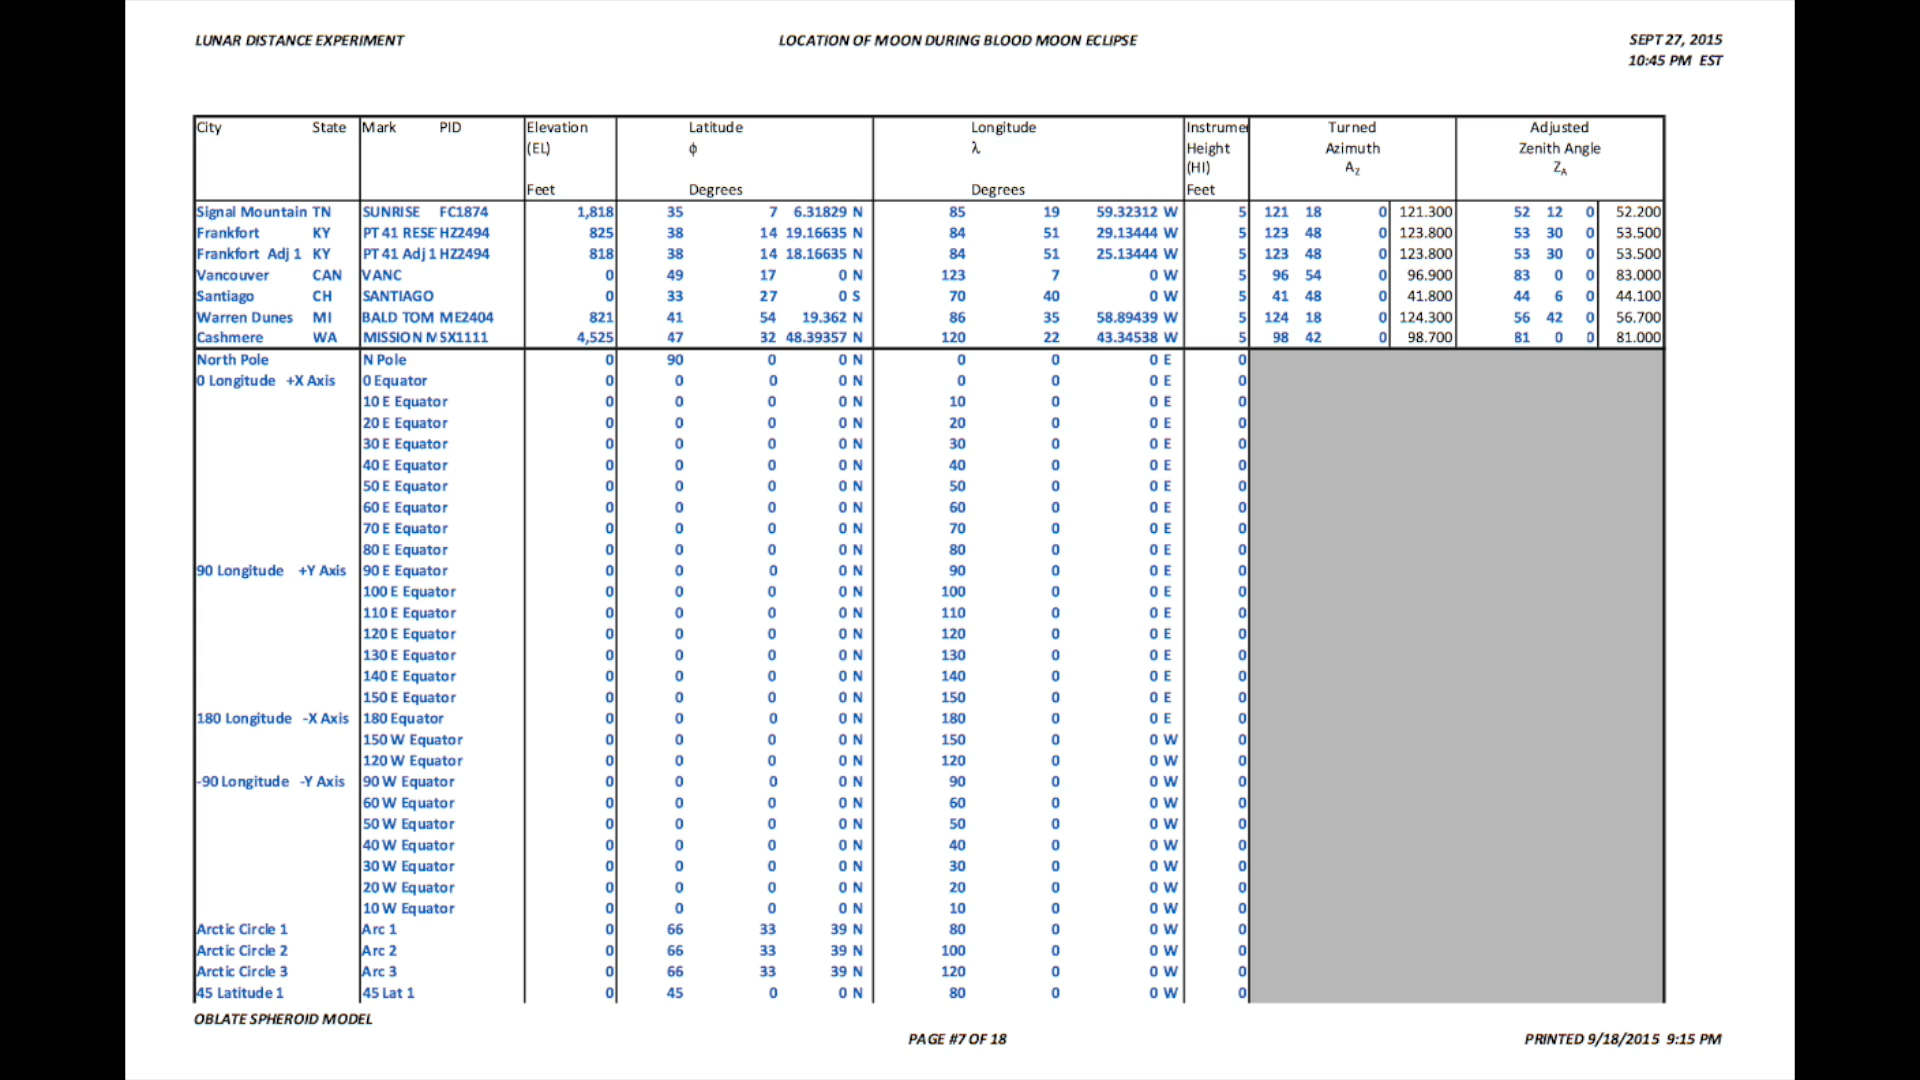 LUNAR DISTANCE EXPERIMENT LOCATION OF MOON DURING BLOOD MOON ECLIPSE SEPT 27, 2015
10:45 PM EST
City State Mark PID Elevation Latitude Longitude Instrume Turned Adjusted
(EL) ϕ λ Height Azimuth Zenith Angle
(HI) AZ ZA
Feet Degrees Degrees Feet
Signal Mountain TN SUNRISE FC1874 1,818 35 7 6.31829 N 85 19 59.32312 W 5 121 18 0 121.300 52 12 0 52.200
Frankfort KY PT 41 RESE HZ2494 825 38 14 19.16635 N 84 51 29.13444 W 5 123 48 0 123.800 53 30 0 53.500
Frankfort Adj 1 KY PT 41 Adj 1 HZ2494 818 38 14 18.16635 N 84 51 25.13444 W 5 123 48 0 123.800 53 30 0 53.500
Vancouver CAN VANC 0 49 17 0 N 123 7 0 W 5 96 54 0 96.900 83 0 0 83.000
Santiago CH SANTIAGO 0 33 27 0 S 70 40 0 W 5 41 48 0 41.800 44 6 0 44.100
Warren Dunes MI BALD TOM ME2404 821 41 54 19.362 N 86 35 58.89439 W 5 124 18 0 124.300 56 42 0 56.700
Cashmere WA MISSION M SX1111 4,525 47 32 48.39357 N 120 22 43.34538 W 5 98 42 0 98.700 81 0 0 81.000
North Pole N Pole 0 90 0 0 N 0 0 0 E 0
0 Longitude +X Axis 0 Equator 0 0 0 0 N 0 0 0 E 0
10 E Equator 0 0 0 0 N 10 0 0 E 0
20 E Equator 0 0 0 0 N 20 0 0 E 0
30 E Equator 0 0 0 0 N 30 0 0 E 0
40 E Equator 0 0 0 0 N 40 0 0 E 0
50 E Equator 0 0 0 0 N 50 0 0 E 0
60 E Equator 0 0 0 0 N 60 0 0 E 0
70 E Equator 0 0 0 0 N 70 0 0 E 0
80 E Equator 0 0 0 0 N 80 0 0 E 0
90 Longitude +Y Axis 90 E Equator 0 0 0 0 N 90 0 0 E 0
100 E Equator 0 0 0 0 N 100 0 0 E 0
110 E Equator 0 0 0 0 N 110 0 0 E 0
120 E Equator 0 0 0 0 N 120 0 0 E 0
130 E Equator 0 0 0 0 N 130 0 0 E 0
140 E Equator 0 0 0 0 N 140 0 0 E 0
150 E Equator 0 0 0 0 N 150 0 0 E 0
180 Longitude -X Axis 180 Equator 0 0 0 0 N 180 0 0 E 0
150 W Equator 0 0 0 0 N 150 0 0 W 0
120 W Equator 0 0 0 0 N 120 0 0 W 0
-90 Longitude -Y Axis 90 W Equator 0 0 0 0 N 90 0 0 W 0
60 W Equator 0 0 0 0 N 60 0 0 W 0
50 W Equator 0 0 0 0 N 50 0 0 W 0
40 W Equator 0 0 0 0 N 40 0 0 W 0
30 W Equator 0 0 0 0 N 30 0 0 W 0
20 W Equator 0 0 0 0 N 20 0 0 W 0
10 W Equator 0 0 0 0 N 10 0 0 W 0
Arctic Circle 1 Arc 1 0 66 33 39 N 80 0 0 W 0
Arctic Circle 2 Arc 2 0 66 33 39 N 100 0 0 W 0
Arctic Circle 3 Arc 3 0 66 33 39 N 120 0 0 W 0
45 Latitude 1 45 Lat 1 0 45 0 0 N 80 0 0 W 0
OBLATE SPHEROID MODEL
PAGE #7 OF 18 PRINTED 9/18/2015 9:15 PM